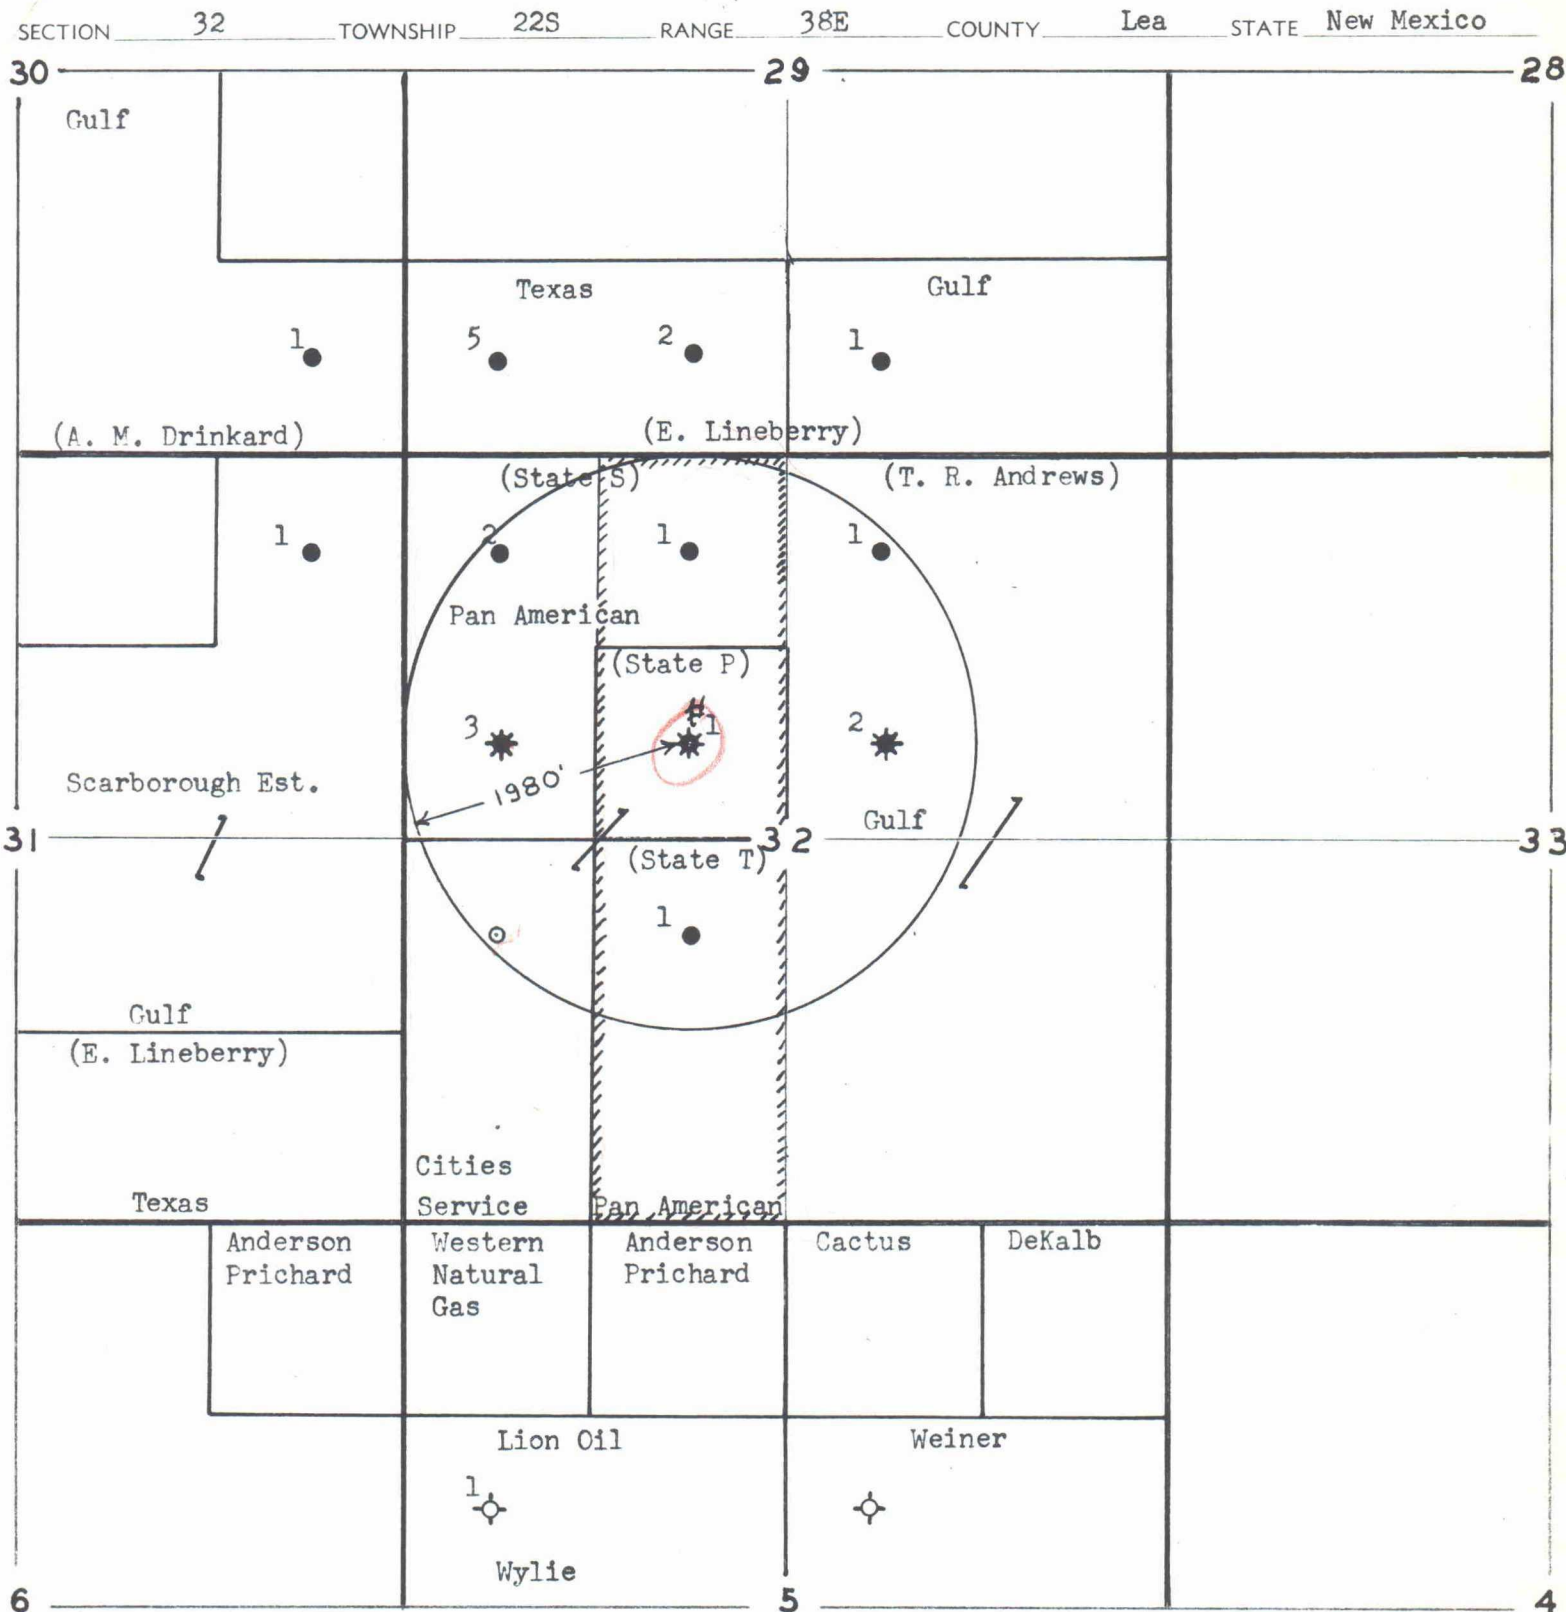 SECTION 32 TOWNSHIP 22S RANGE 38E COUNTY Lea STATE New Mexico
30 29 28
Gulf
Texas Gulf
1 5 2 1
(A. M. Drinkard) (E. Lineberry)
(State S) (T. R. Andrews)
1 2 1 1
Pan American
(State P)
#1
3 2
1980'
Scarborough Est.
Gulf
31 32 33
(State T)
1
Gulf
(E. Lineberry)
Cities
Service
Texas Pan American
Anderson Western Anderson Cactus DeKalb
Prichard Natural Prichard
Gas
Lion Oil Weiner
1
Wylie
6 5 4